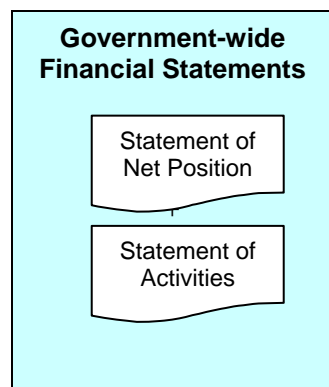 Government-wide
Financial Statements
Statement of
Net Position
Statement of
Activities